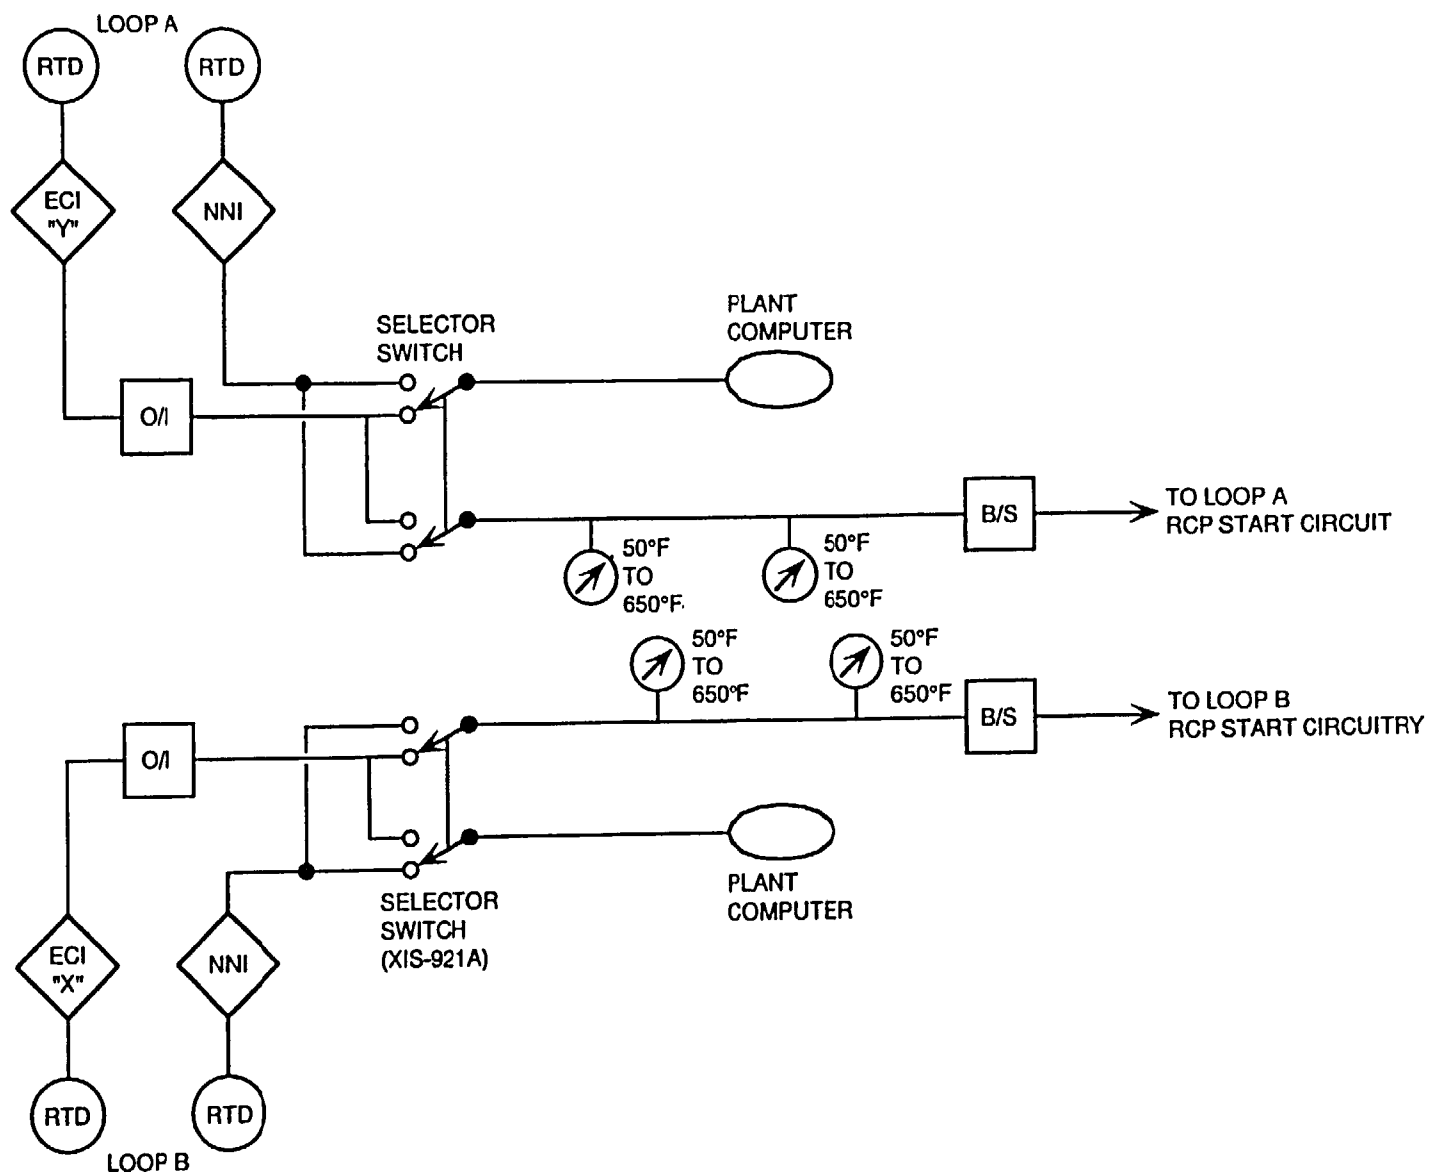 LOOP A
RTD
RTD
ECI
"Y"
NNI
SELECTOR
SWITCH
PLANT
COMPUTER
O/I
B/S
TO LOOP A
RCP START CIRCUIT
50°F
TO
650°F
50°F
TO
650°F
50°F
TO
650°F
50°F
TO
650°F
B/S
TO LOOP B
RCP START CIRCUITRY
O/I
SELECTOR
SWITCH
(XIS-921A)
PLANT
COMPUTER
ECI
"X"
NNI
RTD
RTD
LOOP B